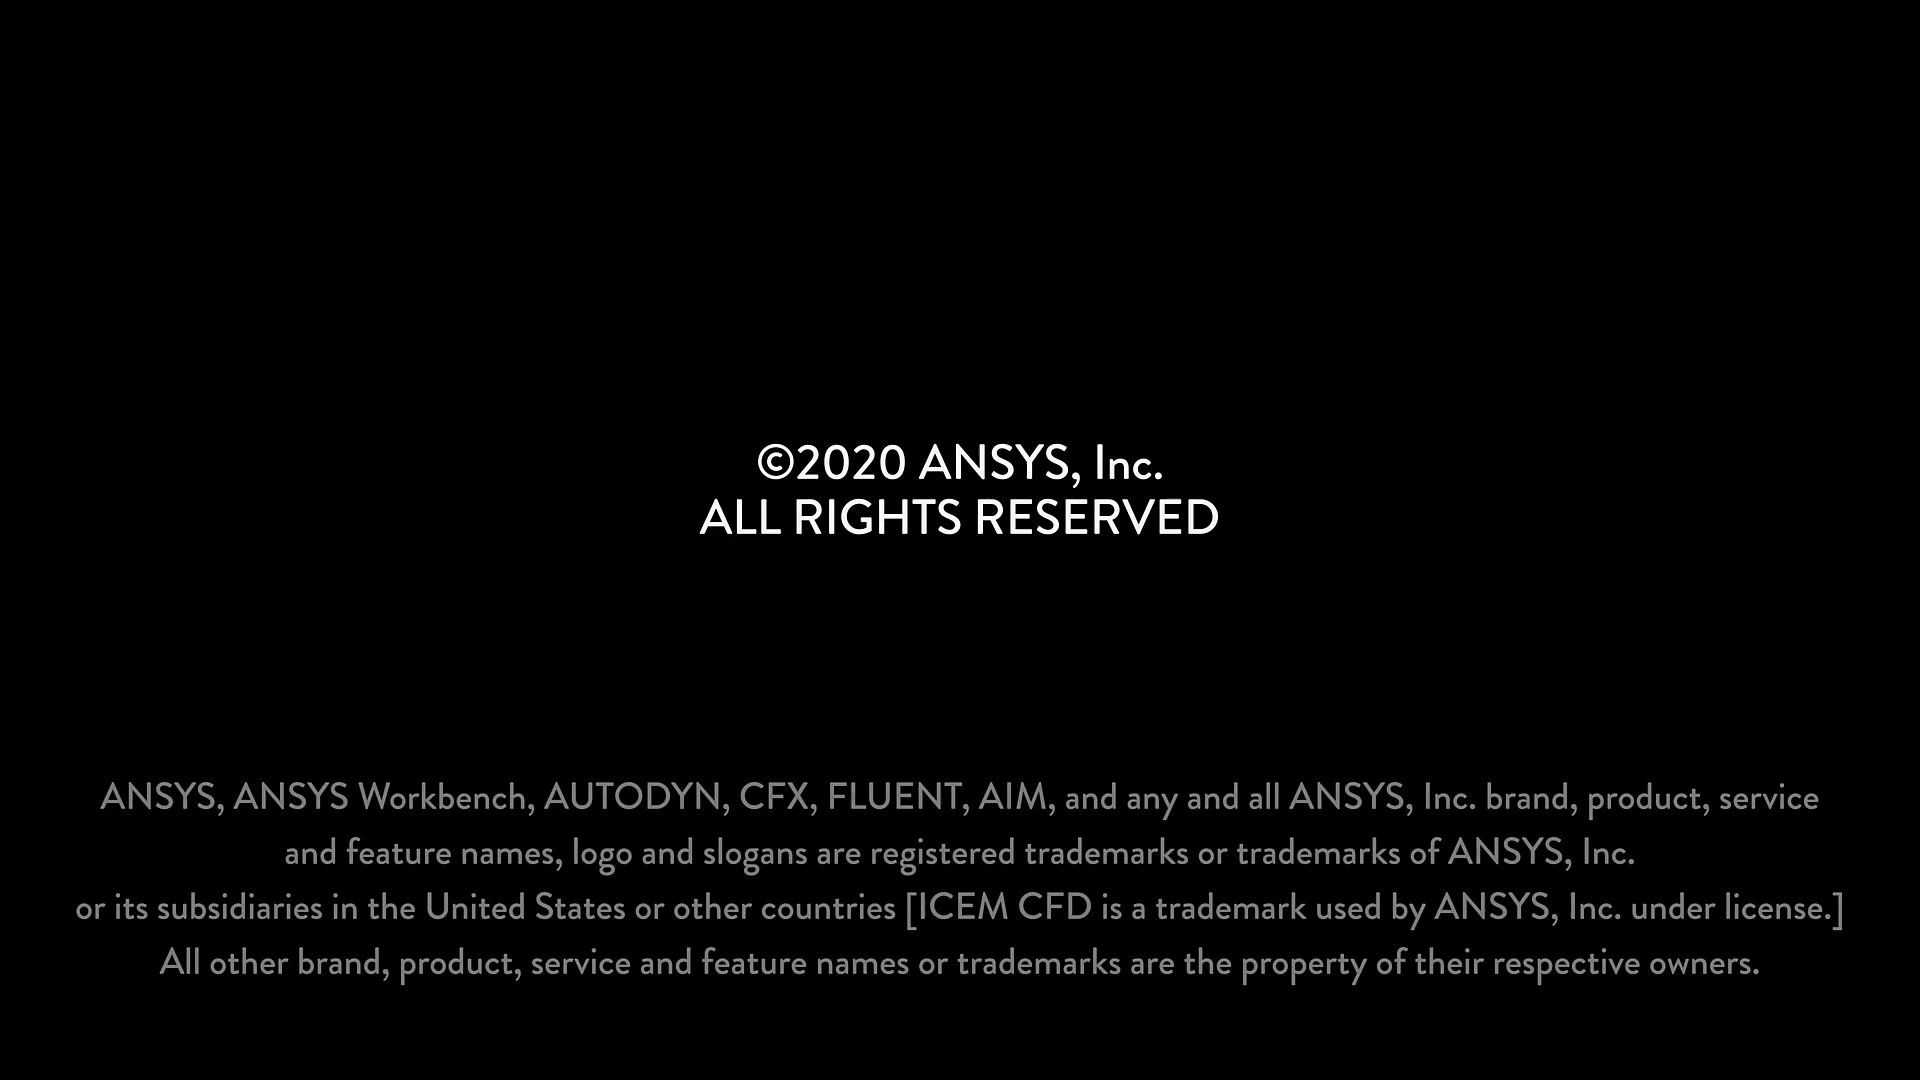 ©2020 ANSYS, Inc.
ALL RIGHTS RESERVED
ANSYS, ANSYS Workbench, AUTODYN, CFX, FLUENT, AIM, and any and all ANSYS, Inc. brand, product, service
and feature names, logo and slogans are registered trademarks or trademarks of ANSYS, Inc.
or its subsidiaries in the United States or other countries [ICEM CFD is a trademark used by ANSYS, Inc. under license.]
All other brand, product, service and feature names or trademarks are the property of their respective owners.